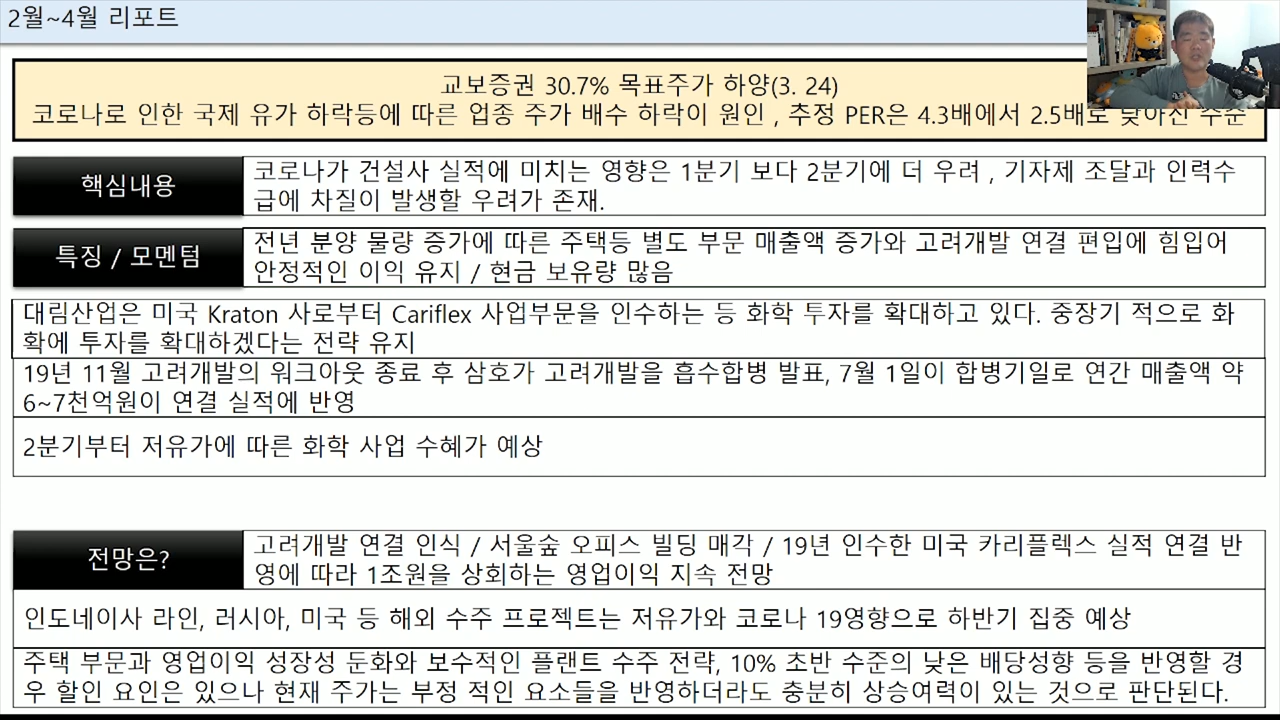 2월~4월 리포트
교보증권 30.7% 목표주가 하양(3. 24)
코로나로 인한 국제 유가 하락등에 따른 업종 주가 배수 하락이 원인 , 추정 PER은 4.3배에서 2.5배로 낮아진 수준
핵심내용
코로나가 건설사 실적에 미치는 영향은 1분기 보다 2분기에 더 우려 , 기자제 조달과 인력수
급에 차질이 발생할 우려가 존재.
특징 / 모멘텀
전년 분양 물량 증가에 따른 주택등 별도 부문 매출액 증가와 고려개발 연결 편입에 힘입어
안정적인 이익 유지 / 현금 보유량 많음
대림산업은 미국 Kraton 사로부터 Cariflex 사업부문을 인수하는 등 화학 투자를 확대하고 있다. 중장기 적으로 화
확에 투자를 확대하겠다는 전략 유지
19년 11월 고려개발의 워크아웃 종료 후 삼호가 고려개발을 흡수합병 발표, 7월 1일이 합병기일로 연간 매출액 약
6~7천억원이 연결 실적에 반영
2분기부터 저유가에 따른 화학 사업 수혜가 예상
전망은?
고려개발 연결 인식 / 서울숲 오피스 빌딩 매각 / 19년 인수한 미국 카리플렉스 실적 연결 반
영에 따라 1조원을 상회하는 영업이익 지속 전망
인도네이사 라인, 러시아, 미국 등 해외 수주 프로젝트는 저유가와 코로나 19영향으로 하반기 집중 예상
주택 부문과 영업이익 성장성 둔화와 보수적인 플랜트 수주 전략, 10% 초반 수준의 낮은 배당성향 등을 반영할 경
우 할인 요인은 있으나 현재 주가는 부정 적인 요소들을 반영하더라도 충분히 상승여력이 있는 것으로 판단된다.